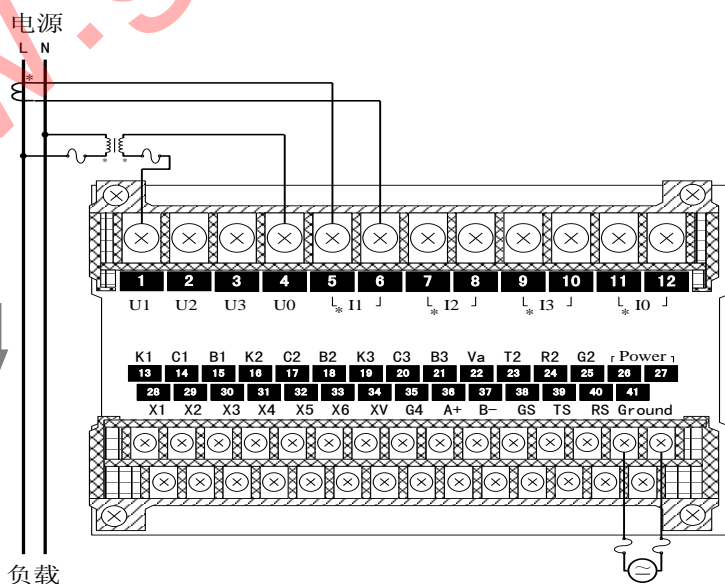 电源
L N
*
* *
1 2 3 4 5 6 7 8 9 10 11 12
U1 U2 U3 U0 * I1 * I2 * I3 * I0
K1 C1 B1 K2 C2 B2 K3 C3 B3 Va T2 R2 G2 Power
13 14 15 16 17 18 19 20 21 22 23 24 25 26 27
28 29 30 31 32 33 34 35 36 37 38 39 40 41
X1 X2 X3 X4 X5 X6 XV G4 A+ B- GS TS RS Ground
负载